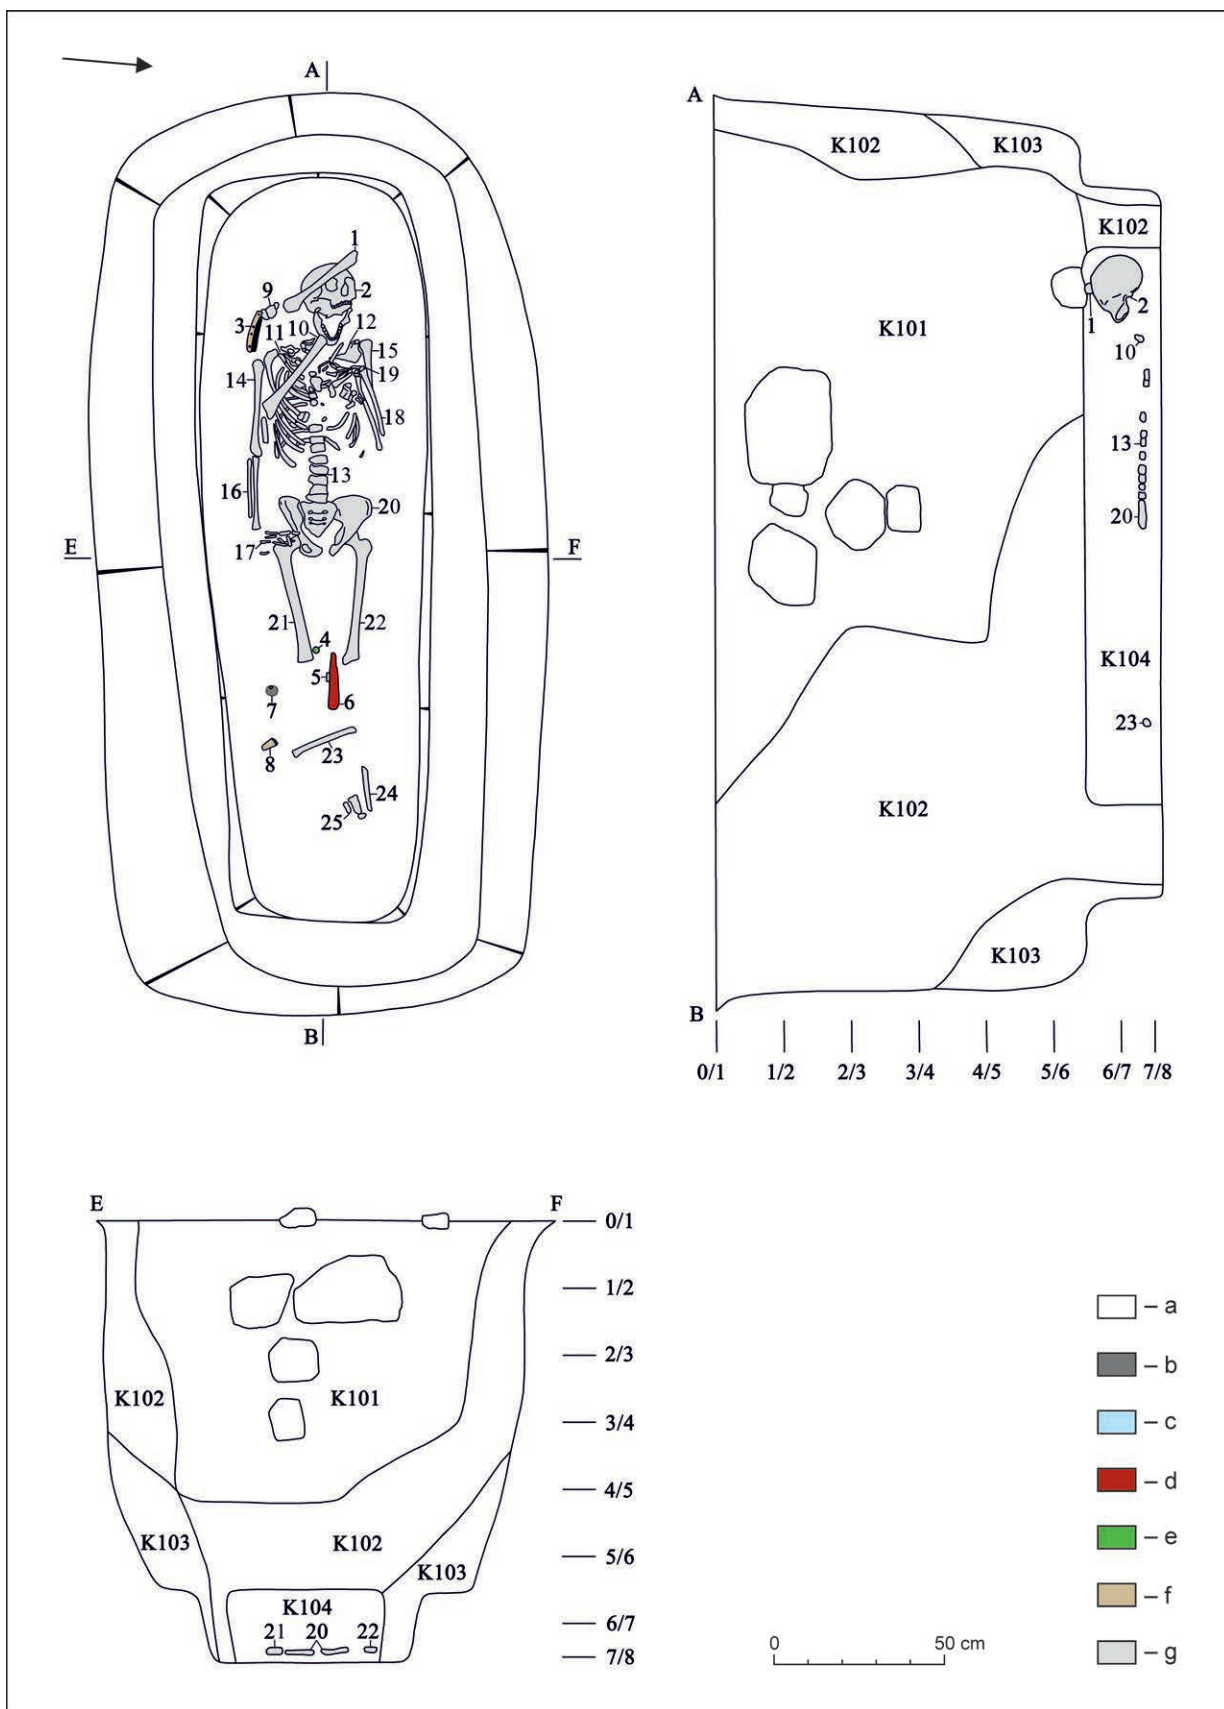 A
1
2
9
3
11
10
12
15
14
19
18
16
13
20
E
F
17
21
22
4
5
6
7
8
23
24
25
B
A
K102
K103
K102
K101
1
2
10
13
20
K104
23
K102
K103
B
0/1 1/2 2/3 3/4 4/5 5/6 6/7 7/8
E F
0/1
1/2
2/3
K102 K101
3/4
4/5
K103 K102 K103
5/6
K104
6/7
21 20 22
7/8
0 50 cm
– a
– b
– c
– d
– e
– f
– g